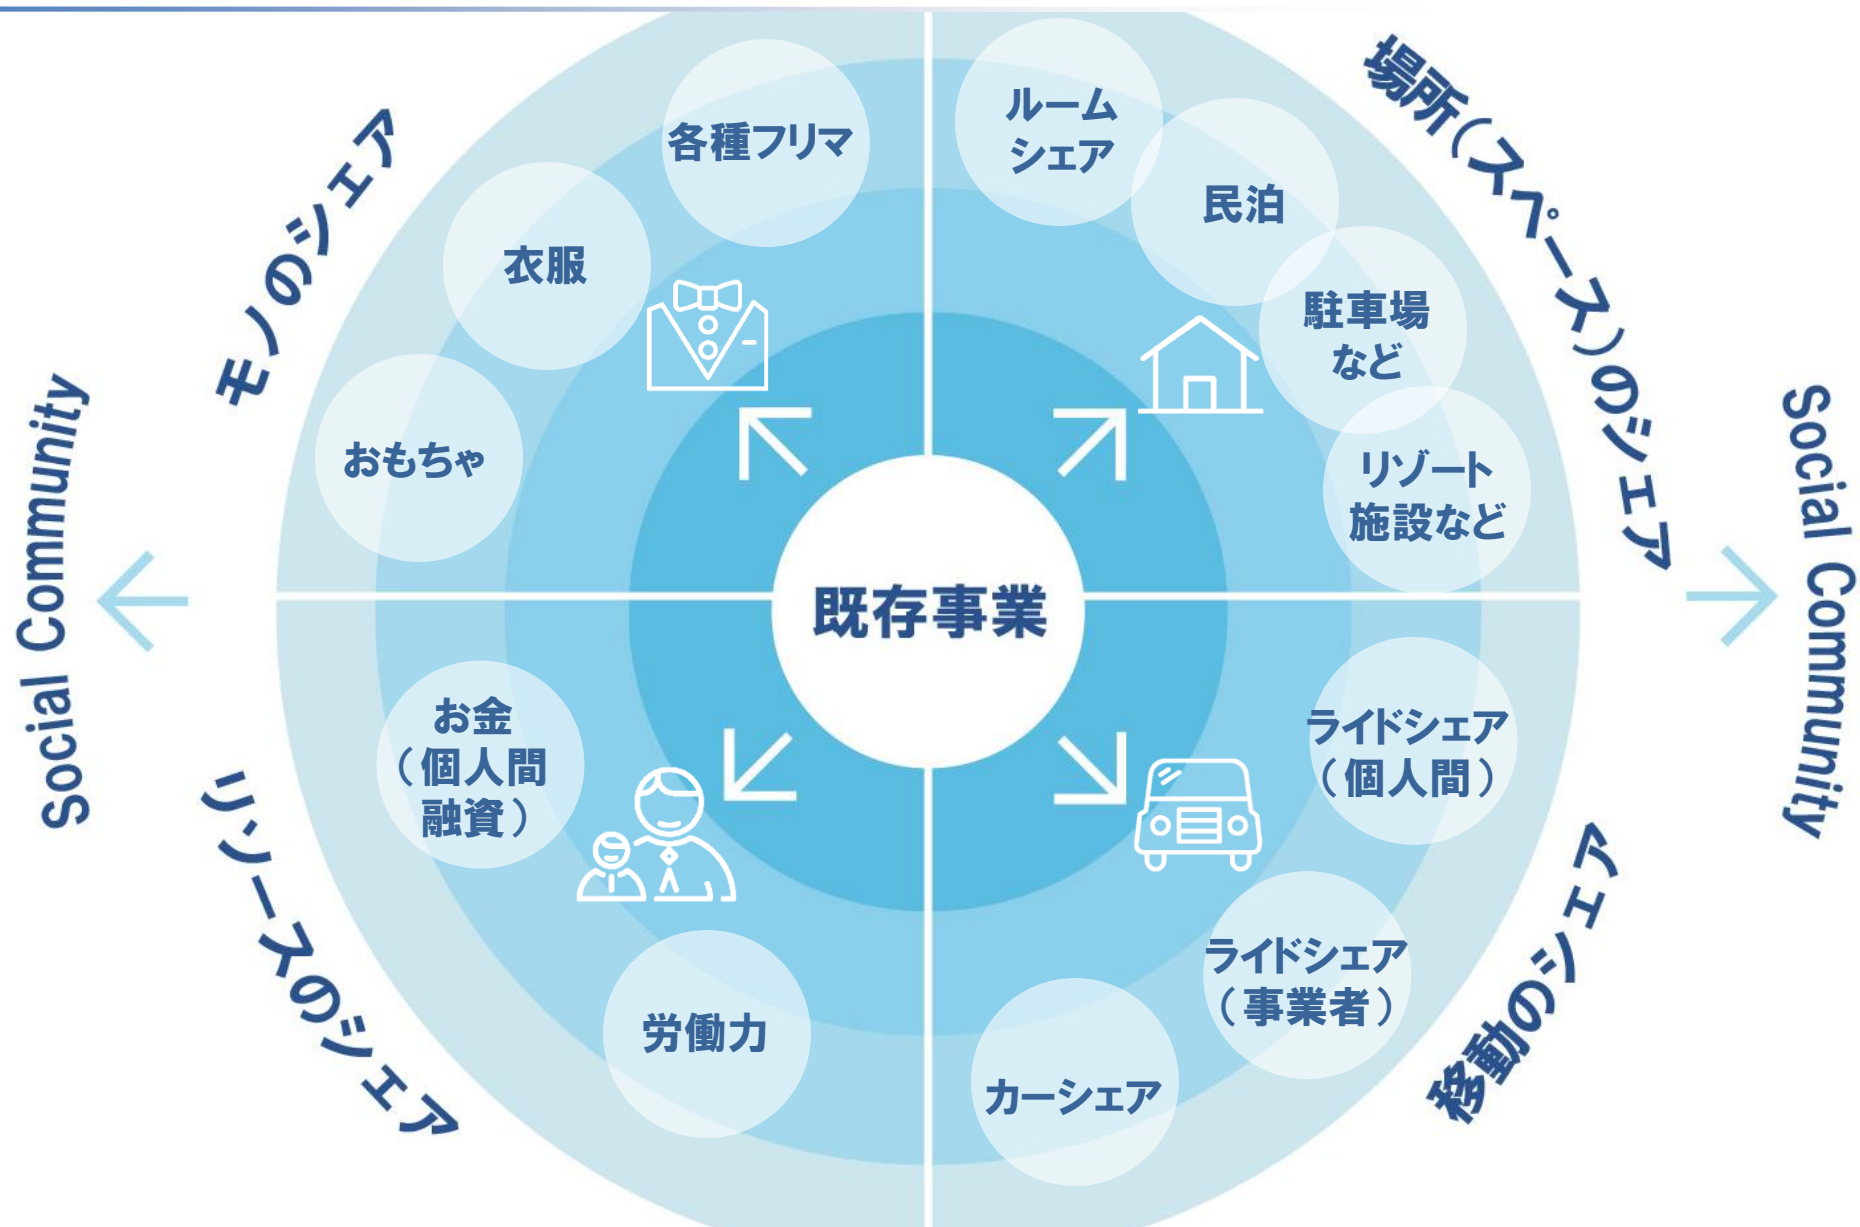 モノのシェア
各種フリマ
衣服
おもちゃ
場所(スペース)のシェア
ルーム
シェア
民泊
駐車場
など
リゾート
施設など
Social Community
既存事業
Social Community
リソースのシェア
お金
(個人間
融資)
労働力
移動のシェア
ライドシェア
(個人間)
ライドシェア
(事業者)
カーシェア